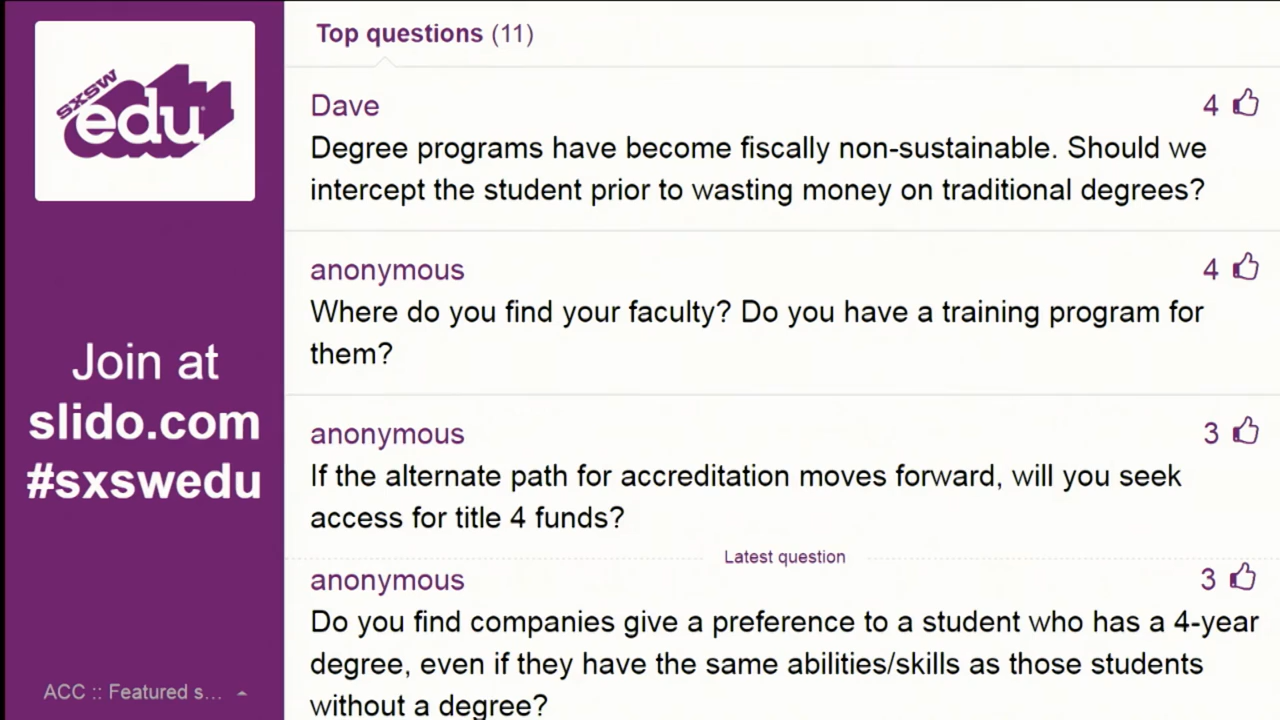 sxsw
edu
Join at
slido.com
#sxswedu
ACC :: Featured s...
Top questions (11)
Dave
4
Degree programs have become fiscally non-sustainable. Should we
intercept the student prior to wasting money on traditional degrees?
anonymous
4
Where do you find your faculty? Do you have a training program for
them?
anonymous
3
If the alternate path for accreditation moves forward, will you seek
access for title 4 funds?
Latest question
anonymous
3
Do you find companies give a preference to a student who has a 4-year
degree, even if they have the same abilities/skills as those students
without a degree?